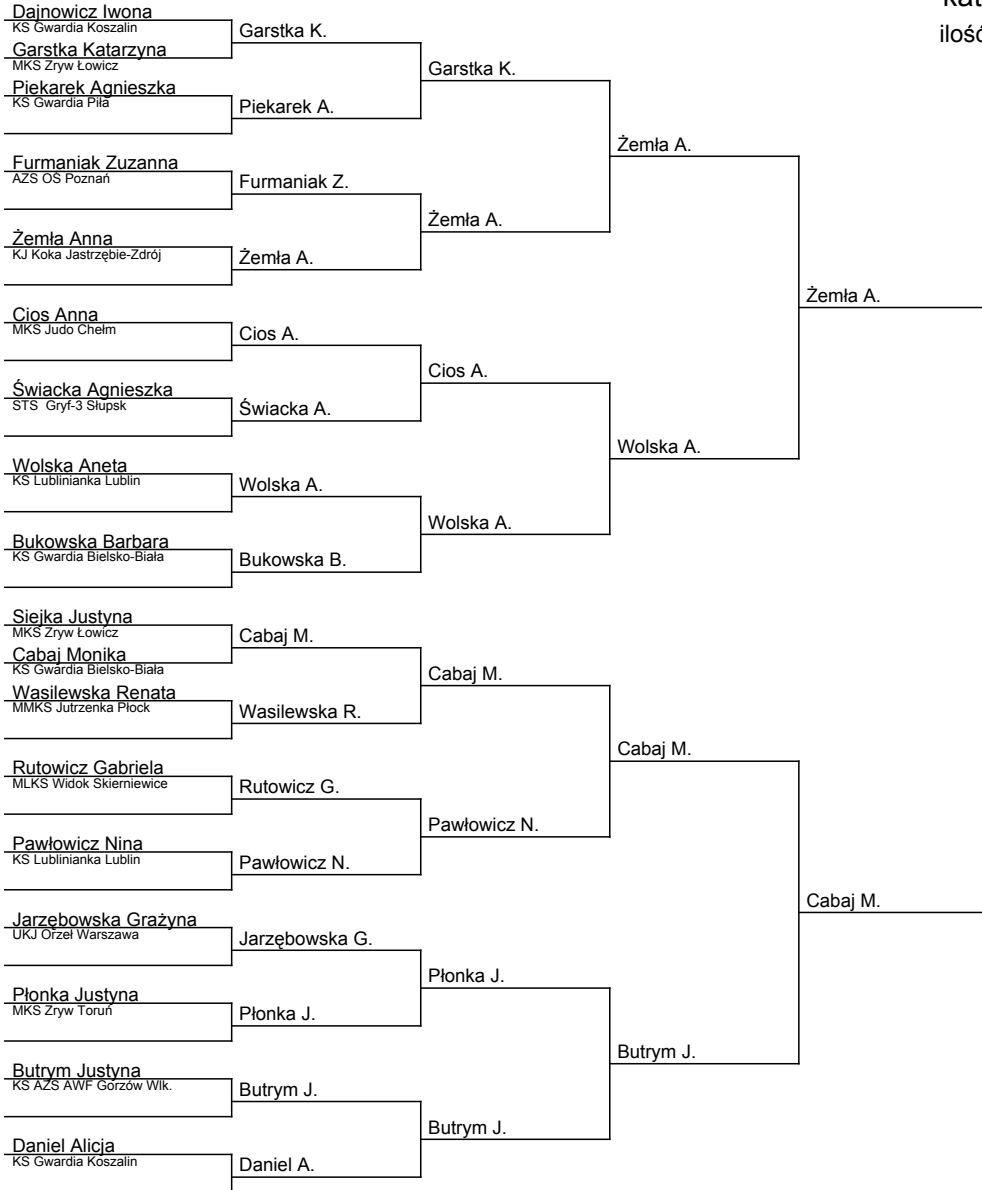 kat
ilość
Dajnowicz Iwona
KS Gwardia Koszalin
Garstka Katarzyna
MKS Zryw Łowicz
Piekarek Agnieszka
KS Gwardia Piła
Furmaniak Zuzanna
AZS OŚ Poznań
Żemła Anna
KJ Koka Jastrzębie-Zdrój
Cios Anna
MKS Judo Chełm
Świacka Agnieszka
STS Gryf-3 Słupsk
Wolska Aneta
KS Lublinianka Lublin
Bukowska Barbara
KS Gwardia Bielsko-Biała
Siejka Justyna
MKS Zryw Łowicz
Cabaj Monika
KS Gwardia Bielsko-Biała
Wasilewska Renata
MMKS Jutrzenka Płock
Rutowicz Gabriela
MLKS Widok Skierniewice
Pawłowicz Nina
KS Lublinianka Lublin
Jarzębowska Grażyna
UKJ Orzeł Warszawa
Płonka Justyna
MKS Zryw Toruń
Butrym Justyna
KS AZS AWF Gorzów Wlk.
Daniel Alicja
KS Gwardia Koszalin
Garstka K.
Piekarek A.
Furmaniak Z.
Żemła A.
Cios A.
Świacka A.
Wolska A.
Bukowska B.
Cabaj M.
Wasilewska R.
Rutowicz G.
Pawłowicz N.
Jarzębowska G.
Płonka J.
Butrym J.
Daniel A.
Garstka K.
Żemła A.
Cios A.
Wolska A.
Cabaj M.
Pawłowicz N.
Płonka J.
Butrym J.
Żemła A.
Wolska A.
Cabaj M.
Butrym J.
Żemła A.
Cabaj M.